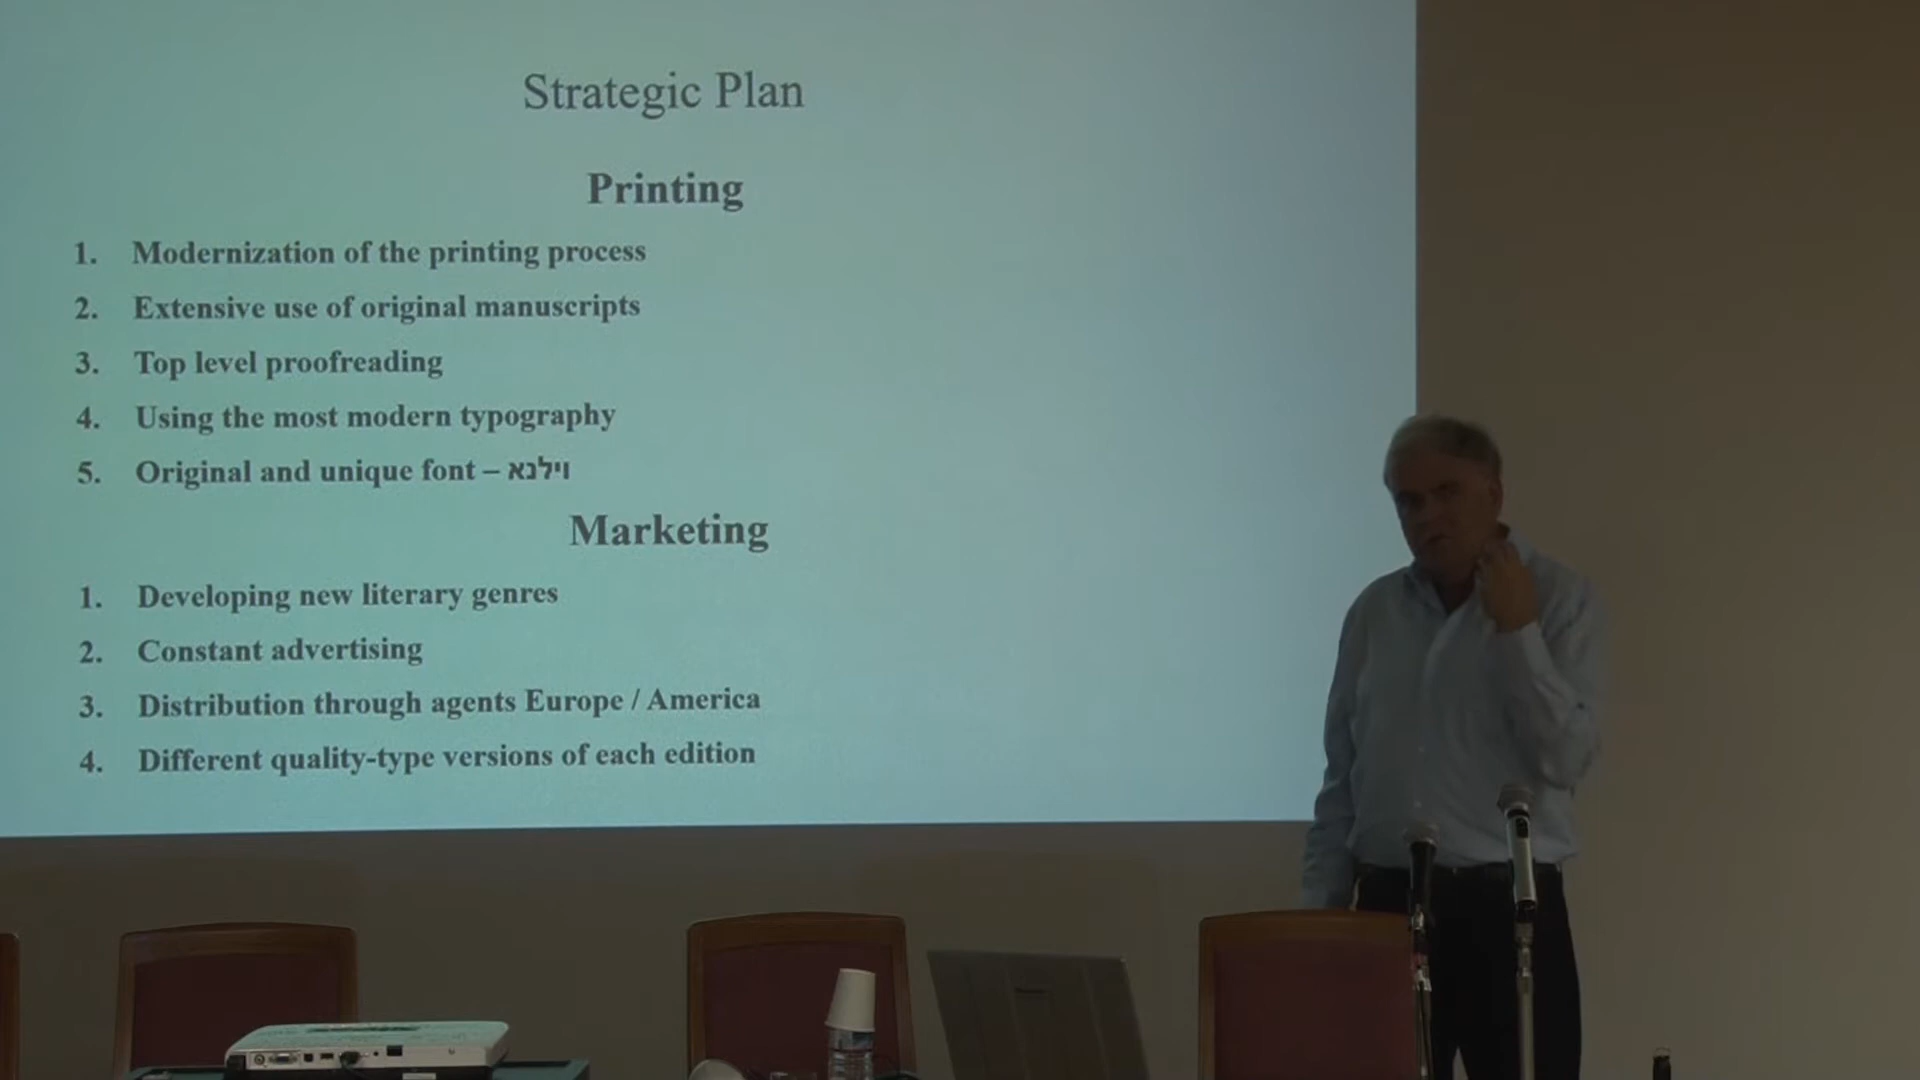 Strategic Plan
Printing
1. Modernization of the printing process
2. Extensive use of original manuscripts
3. Top level proofreading
4. Using the most modern typography
5. Original and unique font – ווילנא
Marketing
1. Developing new literary genres
2. Constant advertising
3. Distribution through agents Europe / America
4. Different quality-type versions of each edition